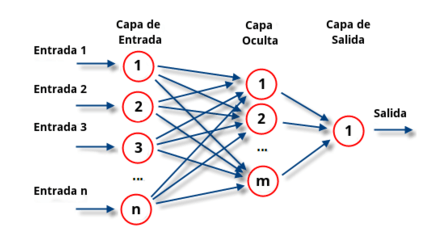 Capa de
Entrada
Capa
Oculta
Capa de
Salida
Entrada 1
1
Entrada 2
2
Entrada 3
3
...
Entrada n
n
1
2
...
m
1
Salida